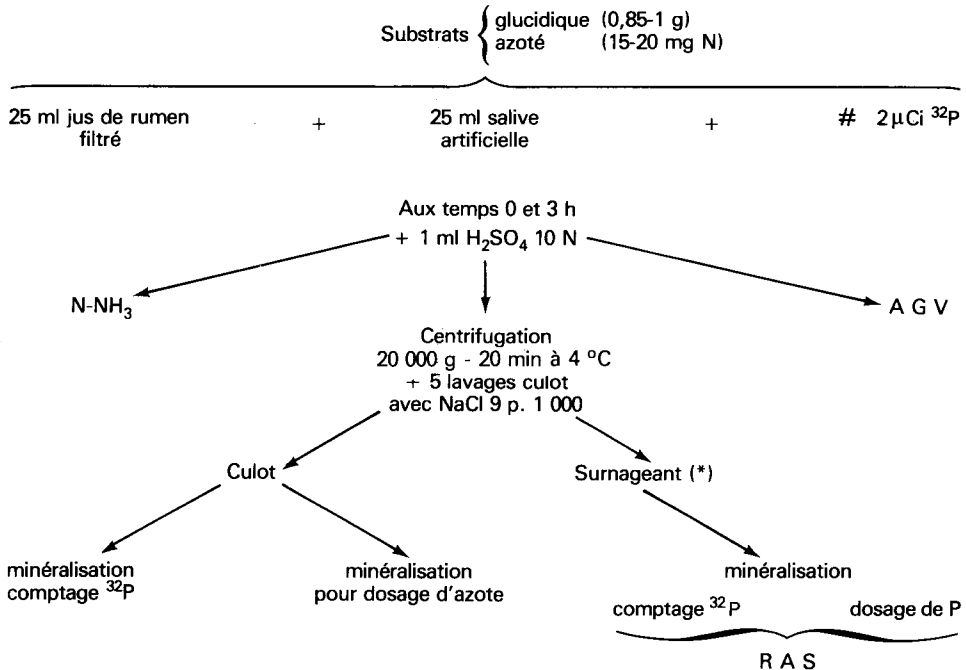 Substrats { glucidique (0,85-1 g)
azoté (15-20 mg N)
25 ml jus de rumen
filtré
+
25 ml salive
artificielle
+
# 2 µCi ³²P
Aux temps 0 et 3 h
+ 1 ml H₂SO₄ 10 N
N-NH₃
A G V
Centrifugation
20 000 g - 20 min à 4 °C
+ 5 lavages culot
avec NaCl 9 p. 1 000
Culot
Surnageant (*)
minéralisation
comptage ³²P
minéralisation
pour dosage d'azote
minéralisation
comptage ³²P
dosage de P
R A S